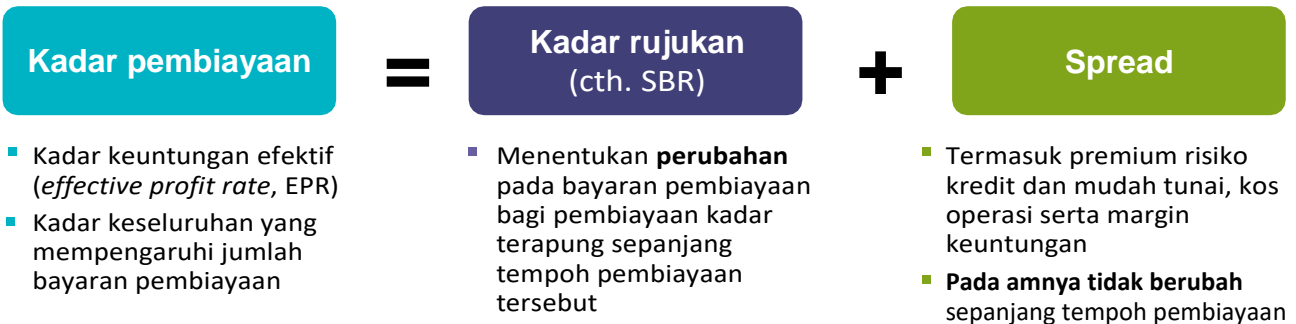 Kadar pembiayaan
=
Kadar rujukan
(cth. SBR)
+
Spread
▪ Kadar keuntungan efektif
(effective profit rate, EPR)
▪ Kadar keseluruhan yang
mempengaruhi jumlah
bayaran pembiayaan
▪ Menentukan perubahan
pada bayaran pembiayaan
bagi pembiayaan kadar
terapung sepanjang
tempoh pembiayaan
tersebut
▪ Termasuk premium risiko
kredit dan mudah tunai, kos
operasi serta margin
keuntungan
▪ Pada amnya tidak berubah
sepanjang tempoh pembiayaan